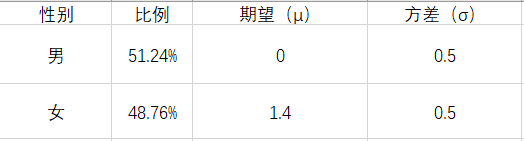 性别 比例 期望（μ） 方差（σ）
男 51.24% 0 0.5
女 48.76% 1.4 0.5